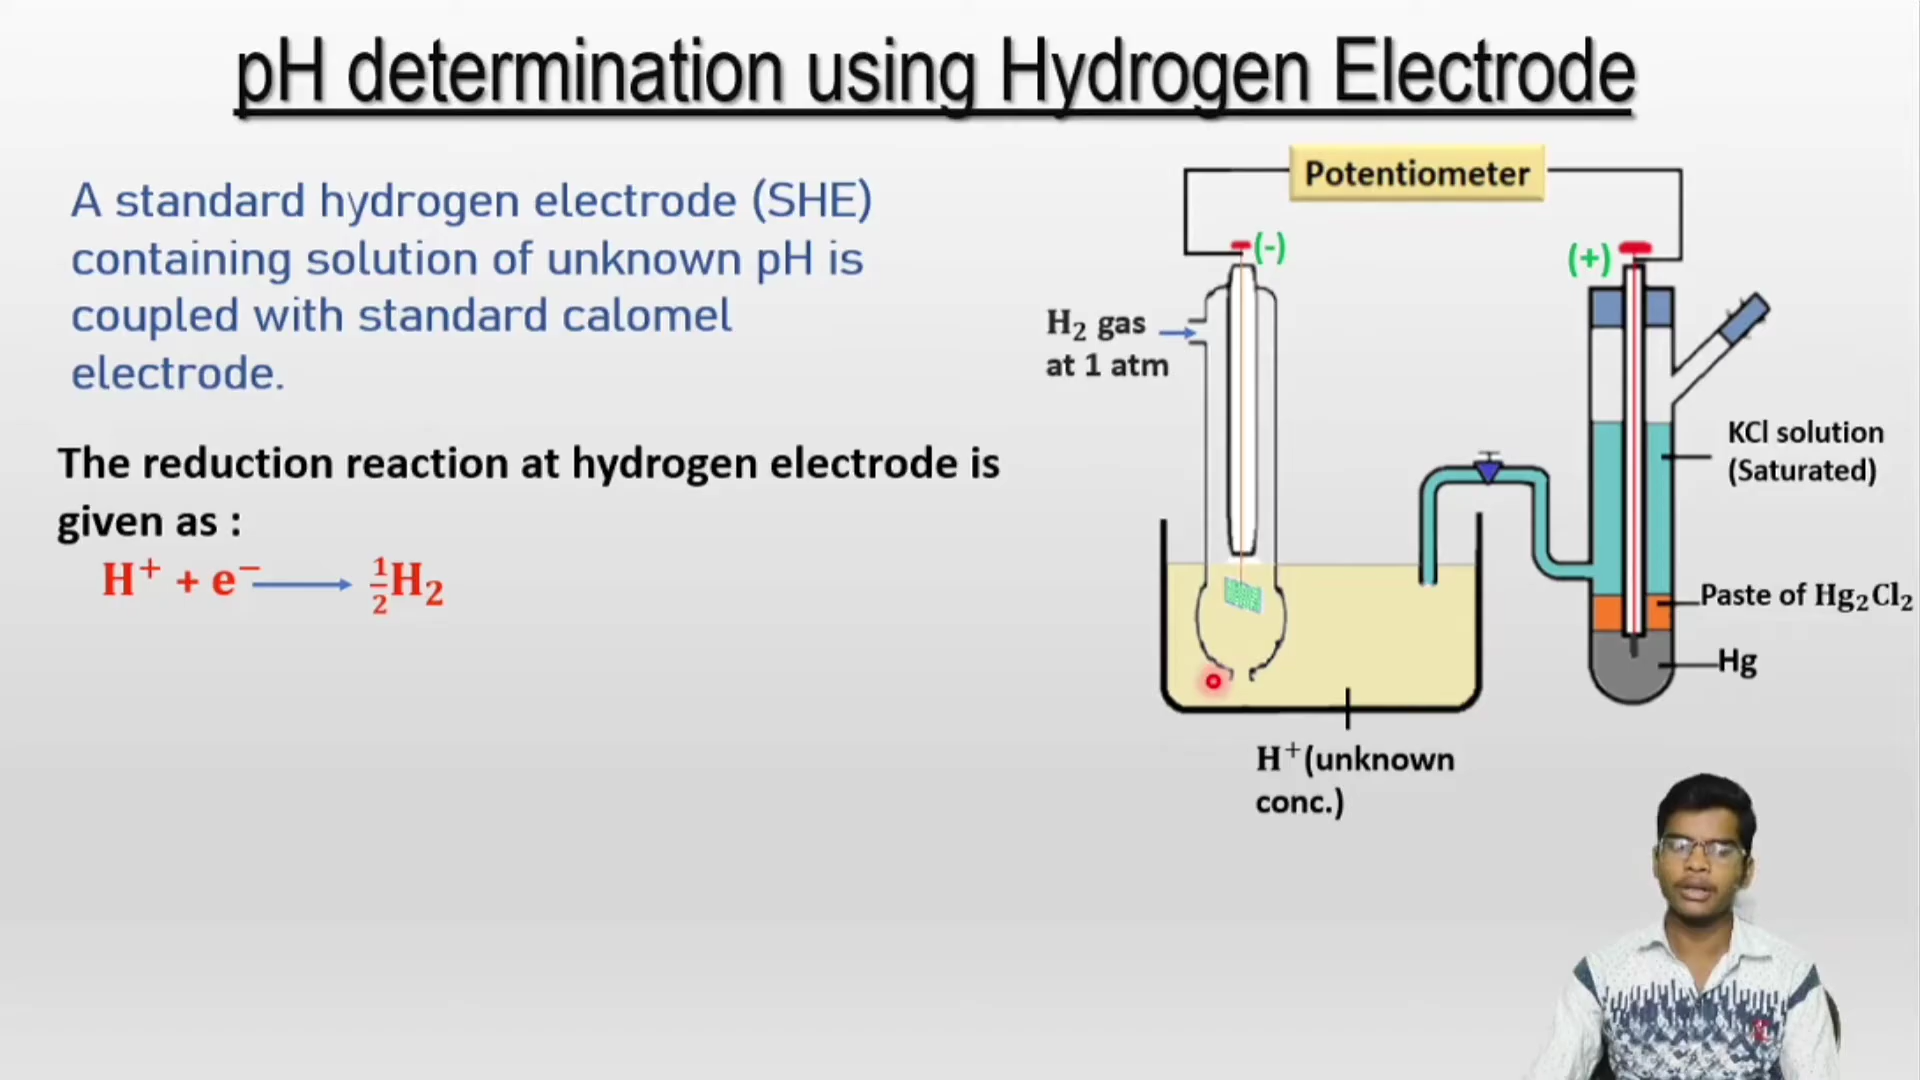 pH determination using Hydrogen Electrode
A standard hydrogen electrode (SHE)
containing solution of unknown pH is
coupled with standard calomel
electrode.
The reduction reaction at hydrogen electrode is
given as :
H⁺ + e⁻ ⟶ ½H₂
Potentiometer
(-)
(+)
H₂ gas
at 1 atm
KCl solution
(Saturated)
Paste of Hg₂Cl₂
Hg
H⁺(unknown
conc.)